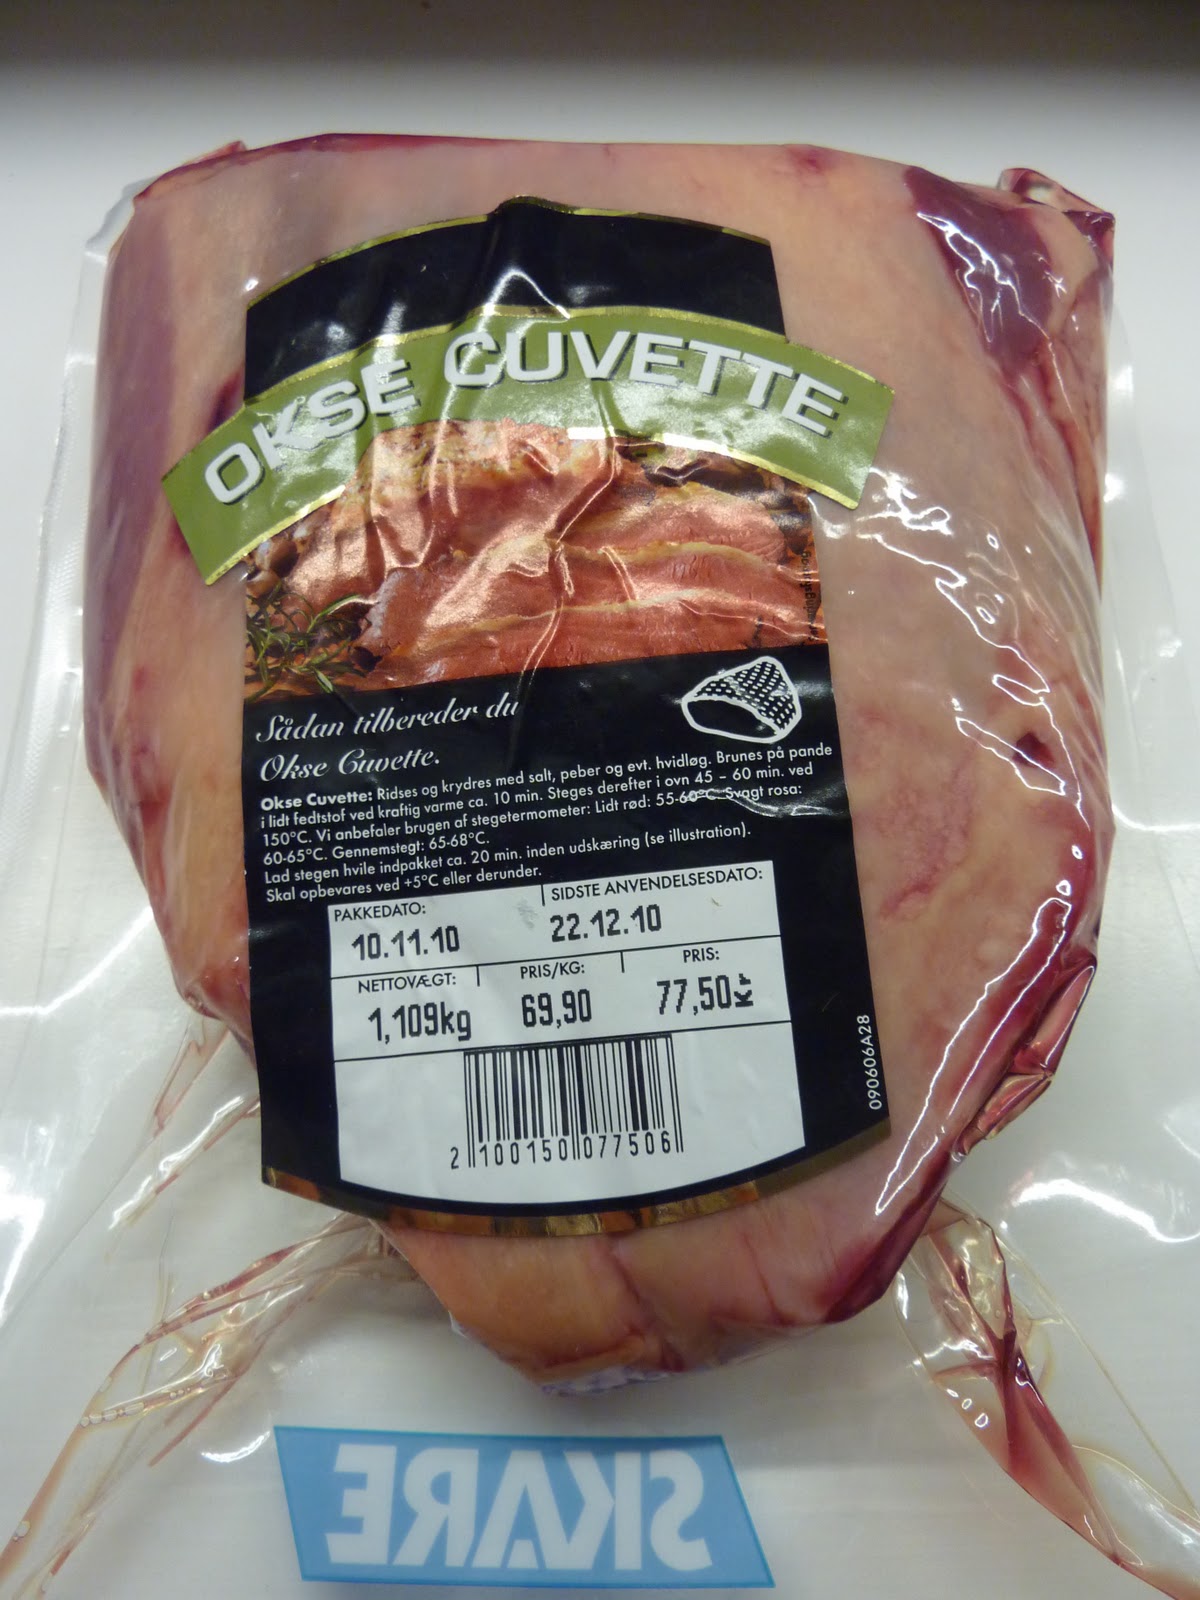 OKSE CUVETTE
Sådan tilbereder du
Okse Cuvette.
Okse Cuvette: Ridses og krydres med salt, peber og evt. hvidløg. Brunes på pande
i lidt fedtstof ved kraftig varme ca. 10 min. Steges derefter i ovn 45 – 60 min. ved
150°C. Vi anbefaler brugen af stegetermometer: Lidt rød: 55-60°C. Svagt rosa:
60-65°C. Gennemstegt: 65-68°C.
Lad stegen hvile indpakket ca. 20 min. inden udskæring (se illustration).
Skal opbevares ved +5°C eller derunder.
PAKKEDATO: SIDSTE ANVENDELSESDATO:
10.11.10 22.12.10
NETTOVÆGT: PRIS/KG: PRIS:
1,109kg 69,90 77,50kr
2 100150 077506
090606A28
SKARE